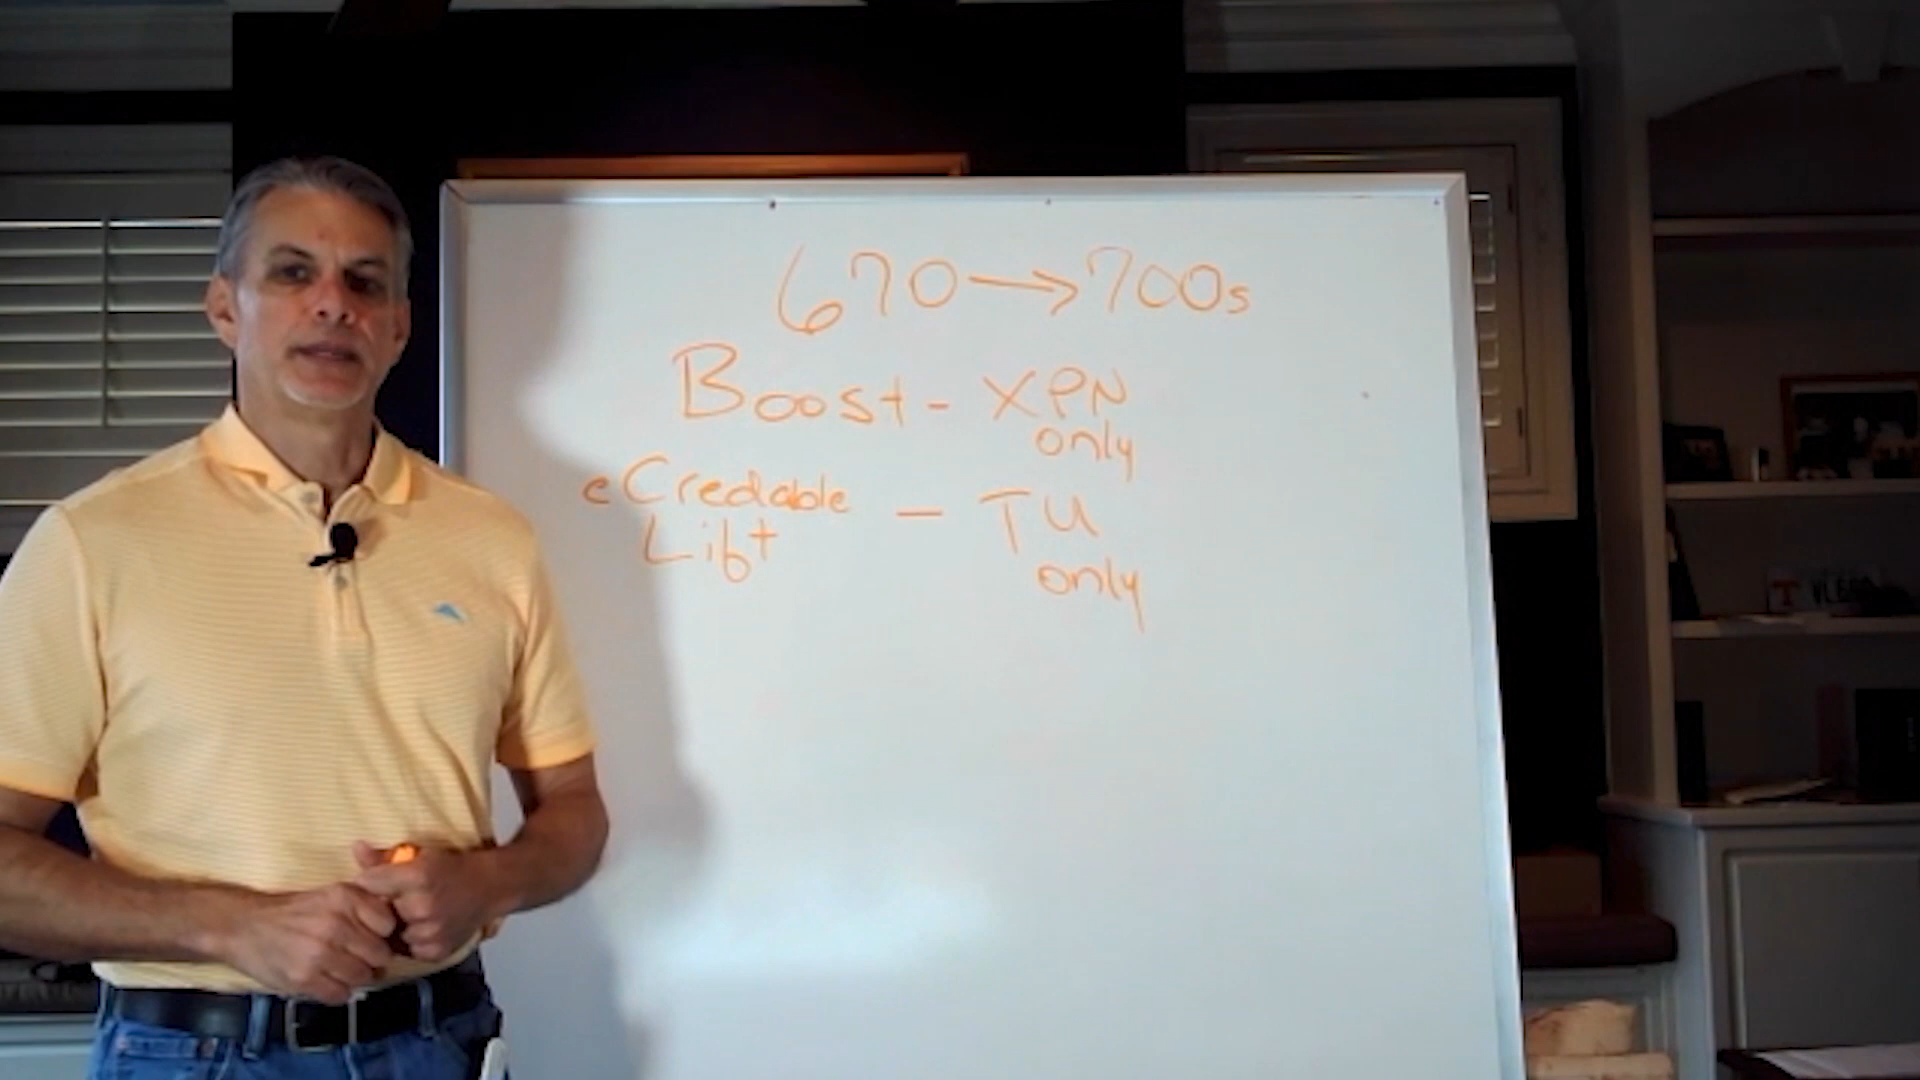 670 → 700s
Boost - XPN
only
eCredable
Lift - TU
only